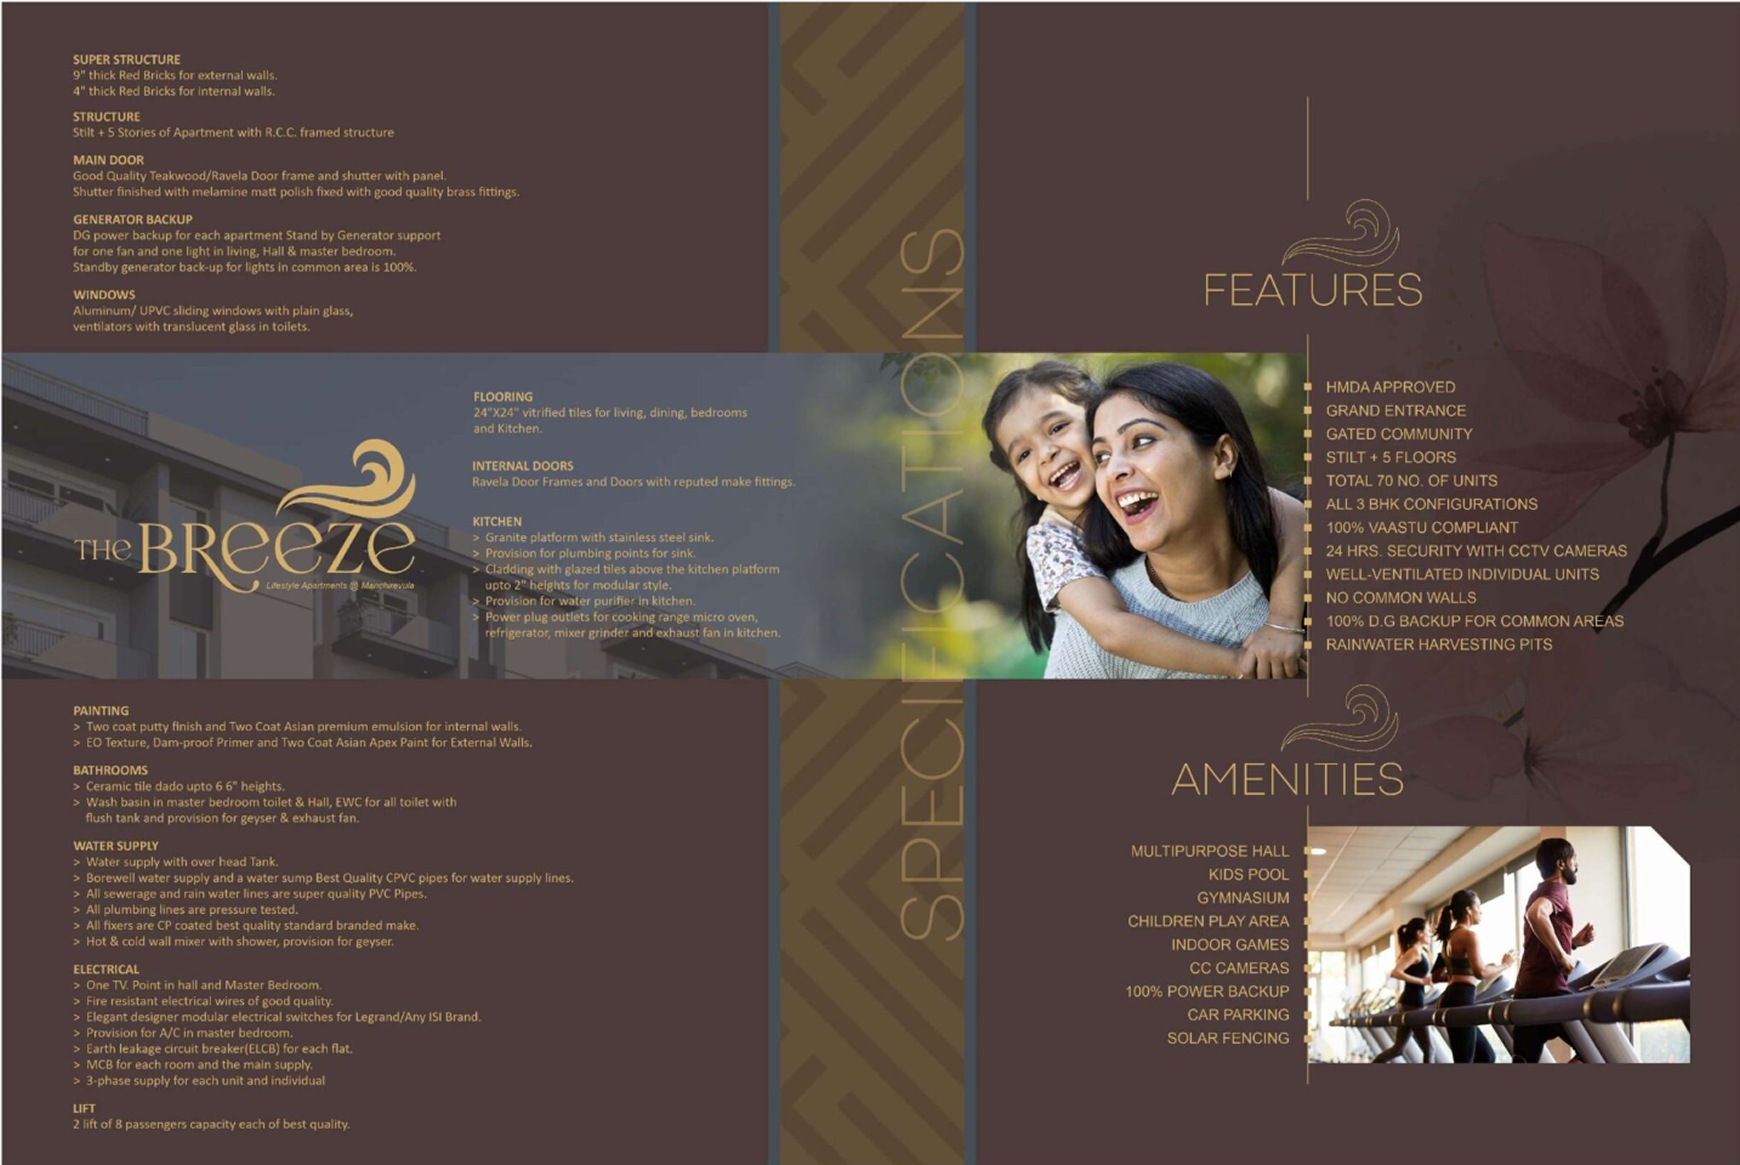 SUPER STRUCTURE
9" thick Red Bricks for external walls.
4" thick Red Bricks for internal walls.
STRUCTURE
Stilt + 5 Stories of Apartment with R.C.C. framed structure
MAIN DOOR
Good Quality Teakwood/Ravela Door frame and shutter with panel.
Shutter finished with melamine matt polish fixed with good quality brass fittings.
GENERATOR BACKUP
DG power backup for each apartment Stand by Generator support
for one fan and one light in living, Hall & master bedroom.
Standby generator back-up for lights in common area is 100%.
WINDOWS
Aluminum/ UPVC sliding windows with plain glass,
ventilators with translucent glass in toilets.
THE BREEZE
Lifestyle Apartments @ Manchirevula
FLOORING
24"X24" vitrified tiles for living, dining, bedrooms
and Kitchen.
INTERNAL DOORS
Ravela Door Frames and Doors with reputed make fittings.
KITCHEN
> Granite platform with stainless steel sink.
> Provision for plumbing points for sink.
> Cladding with glazed tiles above the kitchen platform
upto 2" heights for modular style.
> Provision for water purifier in kitchen.
> Power plug outlets for cooking range micro oven,
refrigerator, mixer grinder and exhaust fan in kitchen.
PAINTING
> Two coat putty finish and Two Coat Asian premium emulsion for internal walls.
> EO Texture, Dam-proof Primer and Two Coat Asian Apex Paint for External Walls.
BATHROOMS
> Ceramic tile dado upto 6 6" heights.
> Wash basin in master bedroom toilet & Hall, EWC for all toilet with
flush tank and provision for geyser & exhaust fan.
WATER SUPPLY
> Water supply with over head Tank.
> Borewell water supply and a water sump Best Quality CPVC pipes for water supply lines.
> All sewerage and rain water lines are super quality PVC Pipes.
> All plumbing lines are pressure tested.
> All fixers are CP coated best quality standard branded make.
> Hot & cold wall mixer with shower, provision for geyser.
ELECTRICAL
> One TV. Point in hall and Master Bedroom.
> Fire resistant electrical wires of good quality.
> Elegant designer modular electrical switches for Legrand/Any ISI Brand.
> Provision for A/C in master bedroom.
> Earth leakage circuit breaker(ELCB) for each flat.
> MCB for each room and the main supply.
> 3-phase supply for each unit and individual
LIFT
2 lift of 8 passengers capacity each of best quality.
SPECIFICATIONS
FEATURES
HMDA APPROVED
GRAND ENTRANCE
GATED COMMUNITY
STILT + 5 FLOORS
TOTAL 70 NO. OF UNITS
ALL 3 BHK CONFIGURATIONS
100% VAASTU COMPLIANT
24 HRS. SECURITY WITH CCTV CAMERAS
WELL-VENTILATED INDIVIDUAL UNITS
NO COMMON WALLS
100% D.G BACKUP FOR COMMON AREAS
RAINWATER HARVESTING PITS
AMENITIES
MULTIPURPOSE HALL
KIDS POOL
GYMNASIUM
CHILDREN PLAY AREA
INDOOR GAMES
CC CAMERAS
100% POWER BACKUP
CAR PARKING
SOLAR FENCING